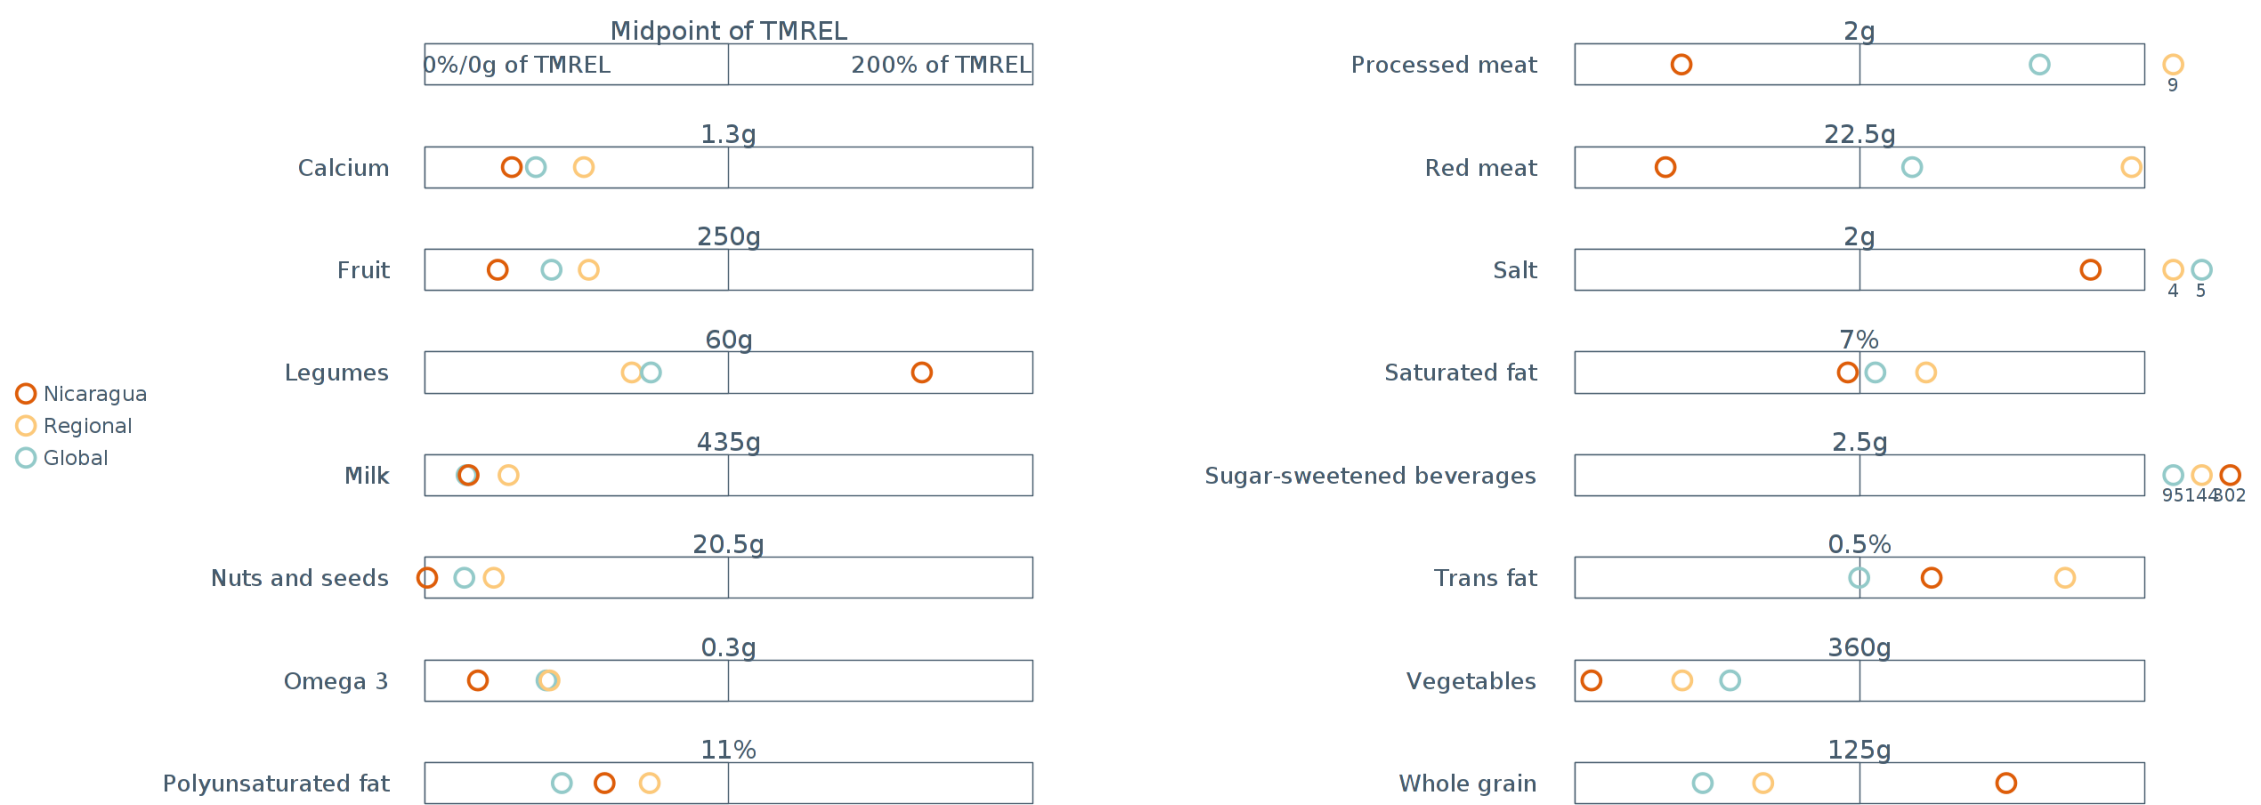 Midpoint of TMREL
0%/0g of TMREL
200% of TMREL
Calcium
1.3g
Fruit
250g
Legumes
60g
Milk
435g
Nuts and seeds
20.5g
Omega 3
0.3g
Polyunsaturated fat
11%
Nicaragua
Regional
Global
Processed meat
2g
9
Red meat
22.5g
Salt
2g
4
5
Saturated fat
7%
Sugar-sweetened beverages
2.5g
95
144
302
Trans fat
0.5%
Vegetables
360g
Whole grain
125g